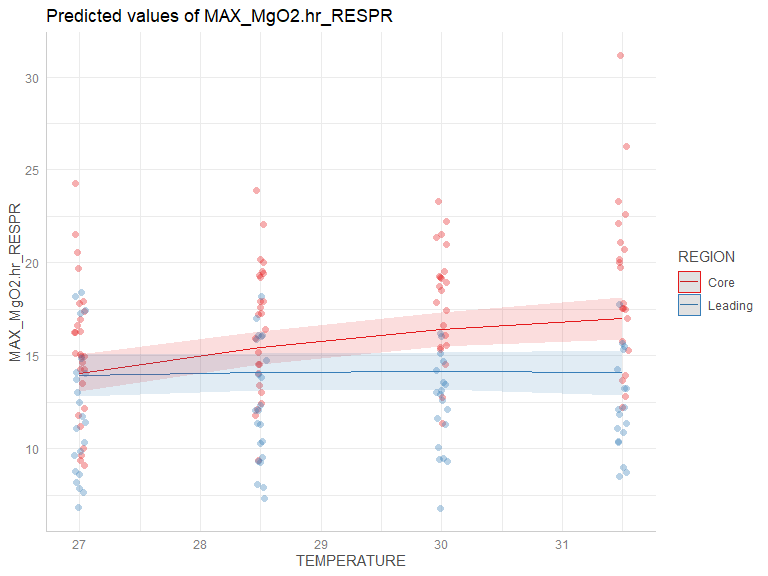 Predicted values of MAX_MgO2.hr_RESPR
30
25
20
15
10
MAX_MgO2.hr_RESPR
27
28
29
30
31
TEMPERATURE
REGION
Core
Leading